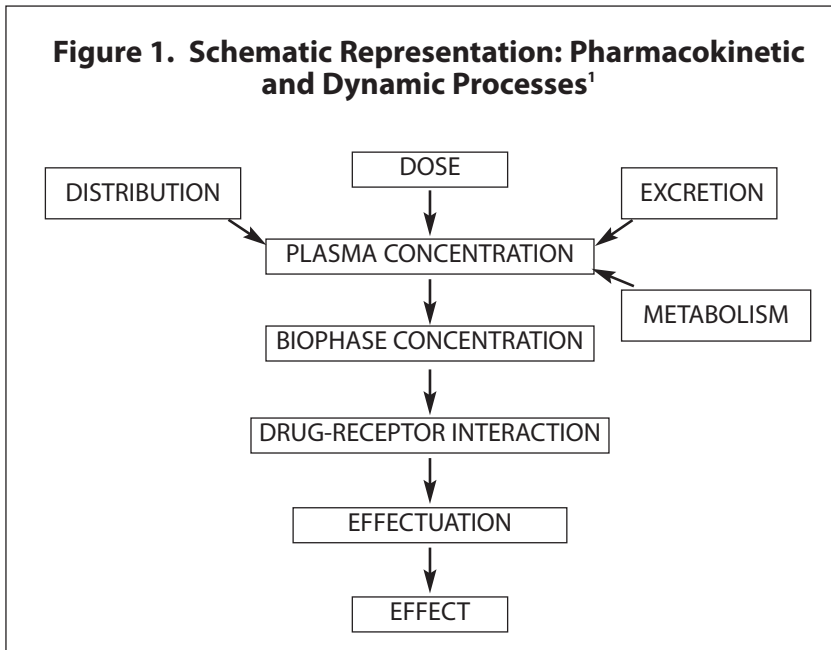 Figure 1. Schematic Representation: Pharmacokinetic
and Dynamic Processes¹
DOSE
DISTRIBUTION
EXCRETION
PLASMA CONCENTRATION
METABOLISM
BIOPHASE CONCENTRATION
DRUG-RECEPTOR INTERACTION
EFFECTUATION
EFFECT